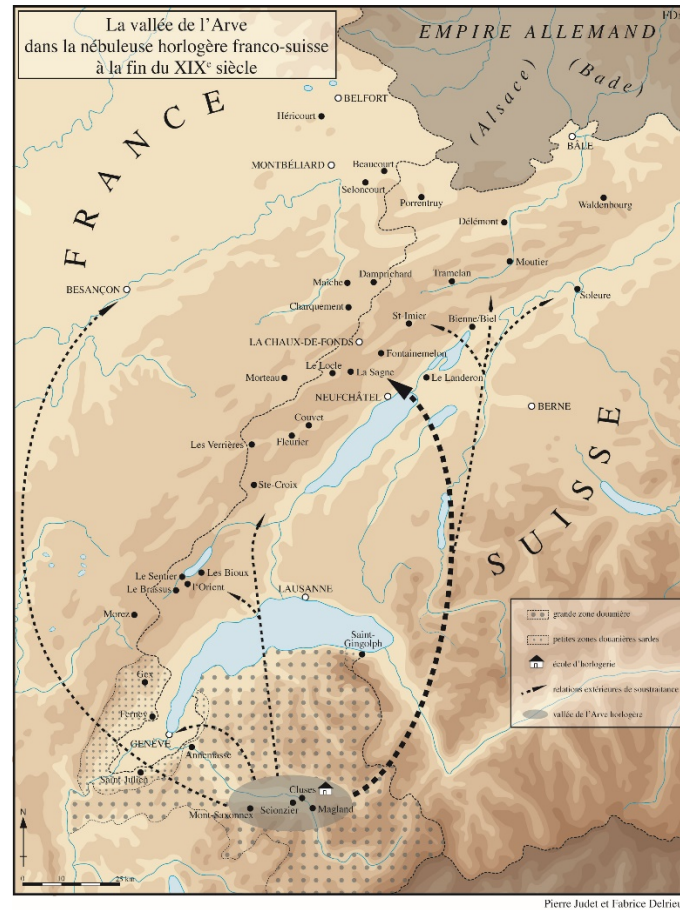 La vallée de l'Arve
dans la nébuleuse horlogère franco-suisse
à la fin du XIXe siècle
FDs
EMPIRE ALLEMAND
(Alsace)
(Bade)
FRANCE
SUISSE
BELFORT
Héricourt
BÂLE
MONTBÉLIARD
Beaucourt
Seloncourt
Porrentruy
Waldenbourg
Délémont
Moutier
BESANÇON
Maîche
Damprichard
Tramelan
Soleure
Charquemont
St-Imier
Bienne/Biel
LA CHAUX-DE-FONDS
Fontainemelon
Le Locle
La Sagne
Morteau
Le Landeron
NEUFCHÂTEL
BERNE
Couvet
Fleurier
Les Verrières
Ste-Croix
Le Sentier
Les Bioux
l'Orient
Le Brassus
LAUSANNE
Morez
Saint-
Gingolph
Gex
Ferney
GENÈVE
Annemasse
Saint-Julien
Cluses
Scionzier
Magland
Mont-Saxonnex
grande zone douanière
petites zones douanières sardes
école d'horlogerie
relations extérieures de soustraitance
vallée de l'Arve horlogère
N
0 10 25 km
Pierre Judet et Fabrice Delrieux